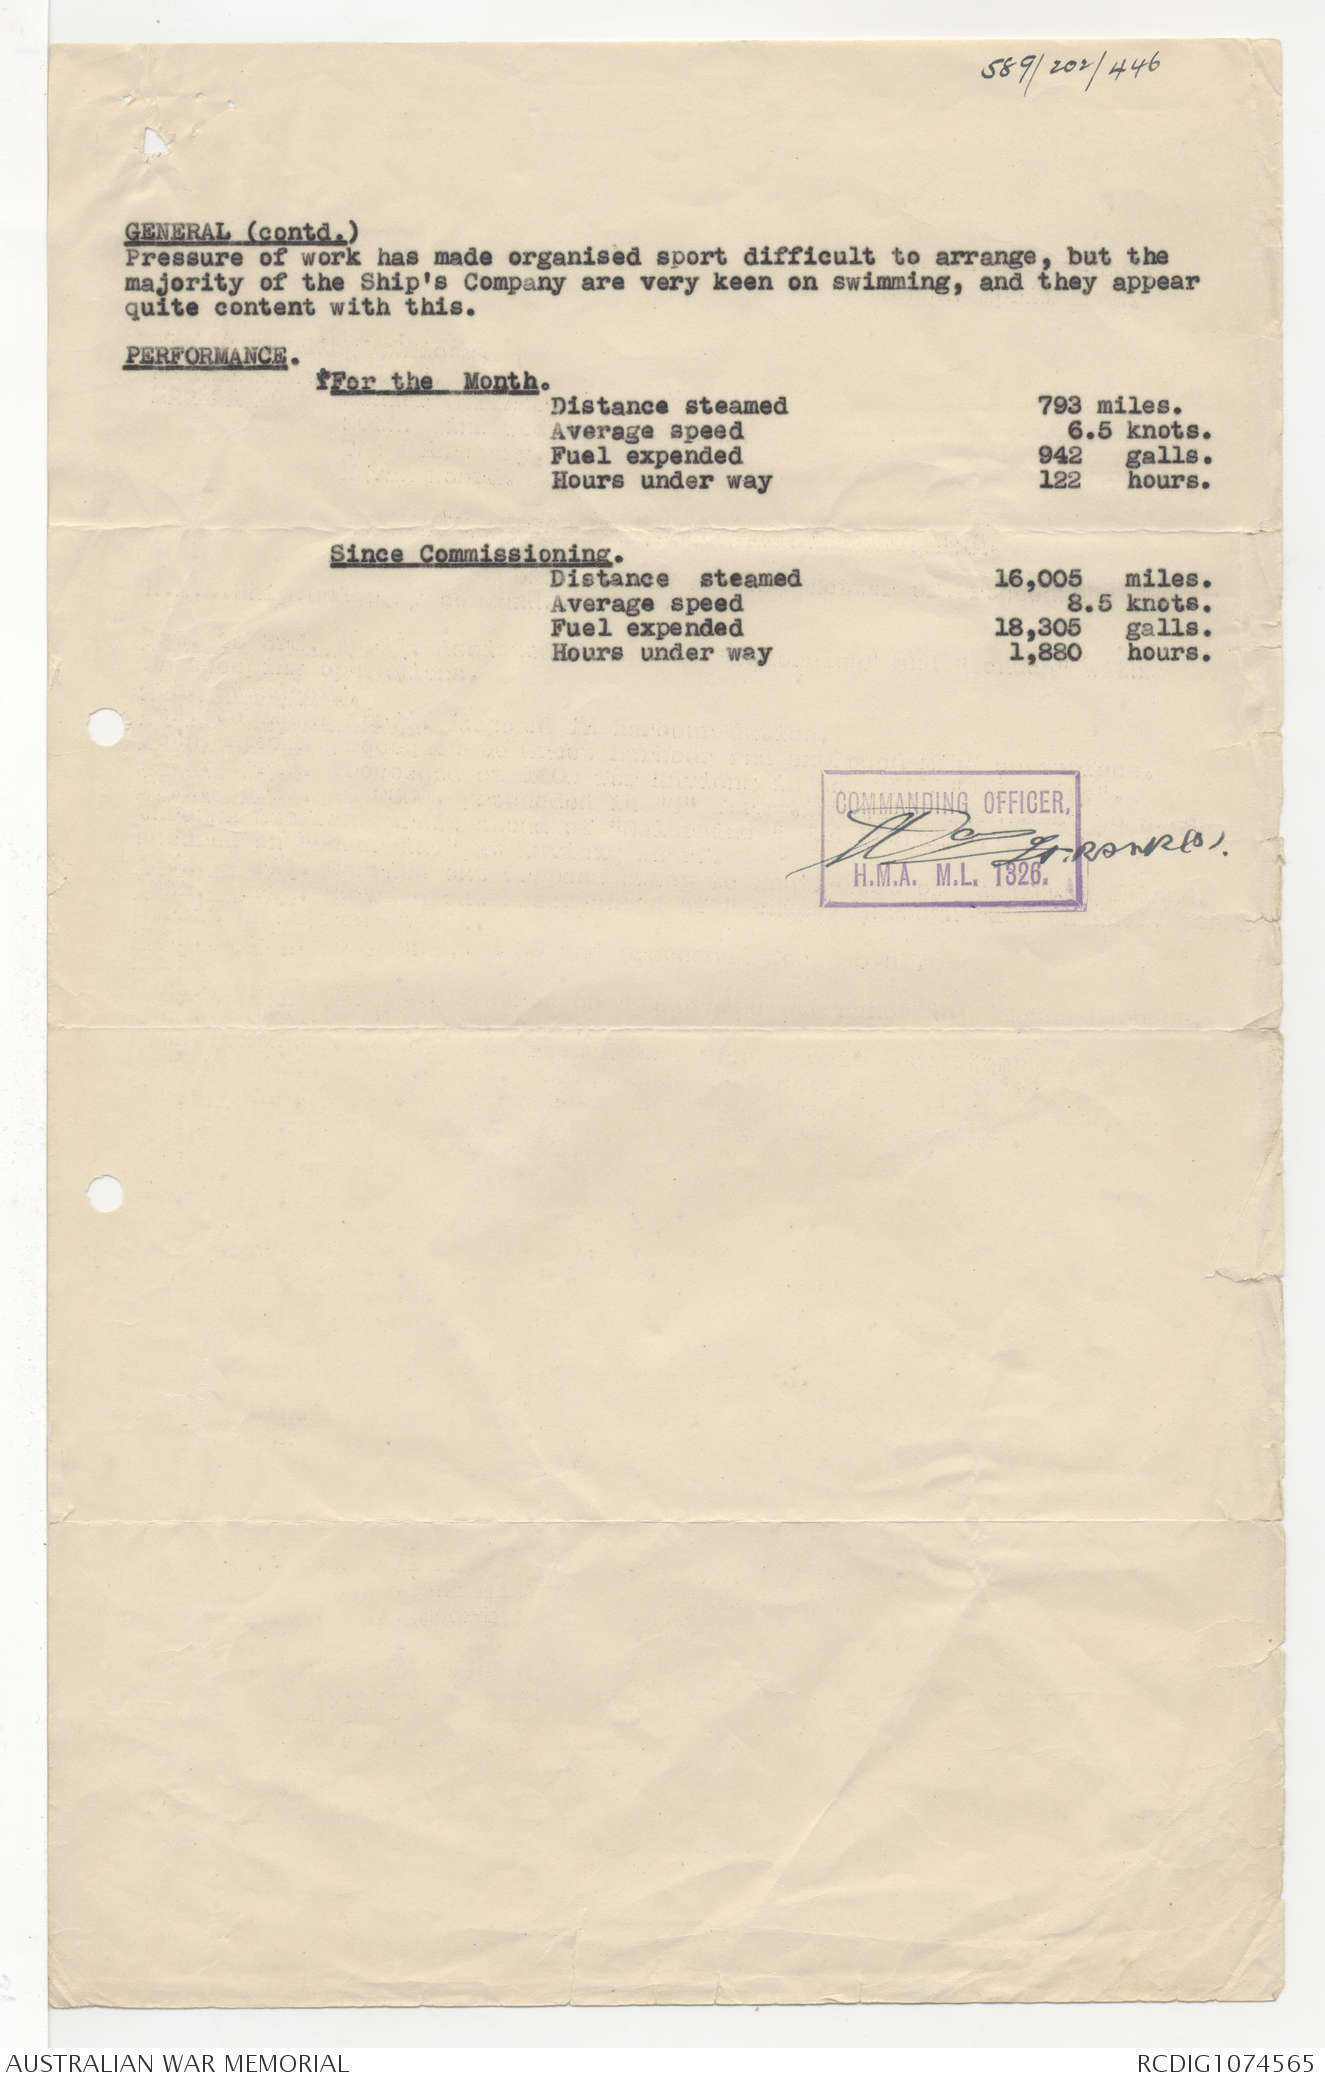 589/202/446
GENERAL (contd.)
Pressure of work has made organised sport difficult to arrange, but the
majority of the Ship's Company are very keen on swimming, and they appear
quite content with this.
PERFORMANCE.
For the Month.
Distance steamed 793 miles.
Average speed 6.5 knots.
Fuel expended 942 galls.
Hours under way 122 hours.
Since Commissioning.
Distance steamed 16,005 miles.
Average speed 8.5 knots.
Fuel expended 18,305 galls.
Hours under way 1,880 hours.
COMMANDING OFFICER,
Lt. RANR(S).
H.M.A. M.L. 1326.
AUSTRALIAN WAR MEMORIAL
RCDIG1074565